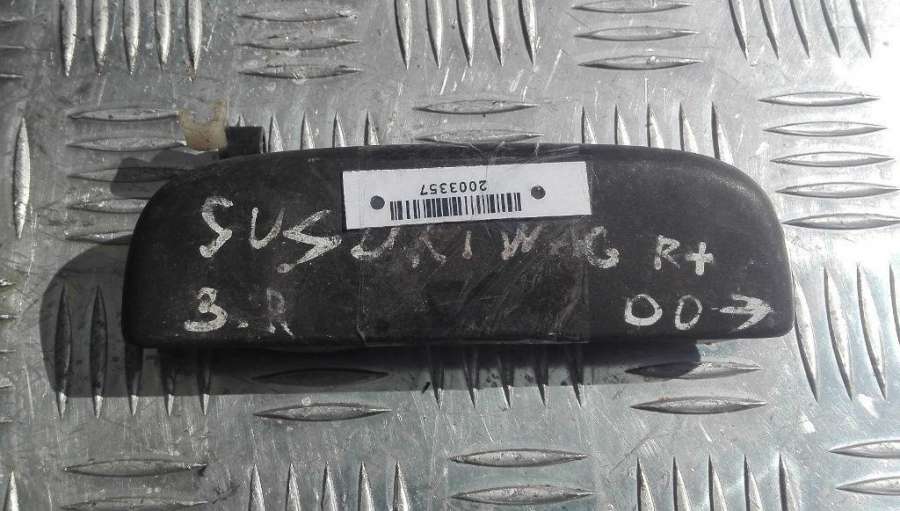 2003357
SUSUKI WAG R+
3.R 00→